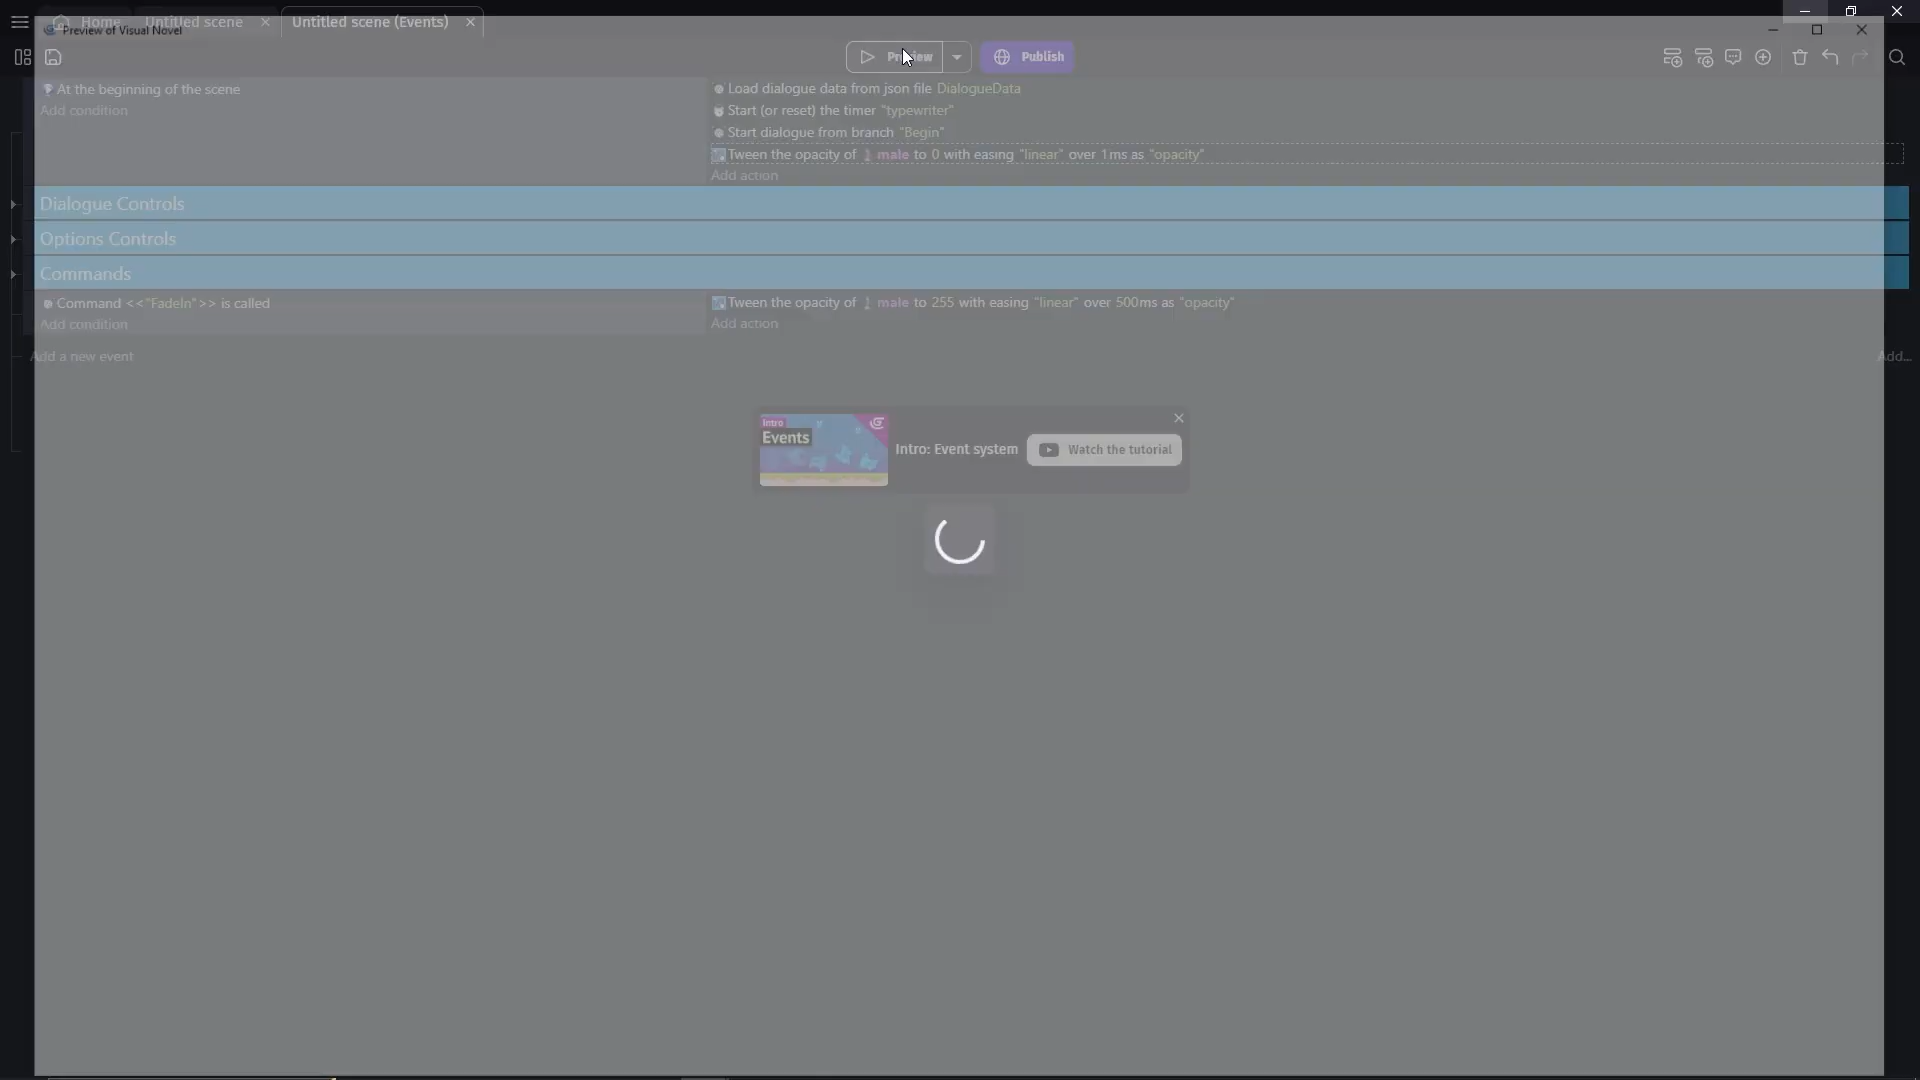 Home
Untitled scene
Untitled scene (Events)
Preview of Visual Novel
Preview
Publish
At the beginning of the scene
Add condition
Load dialogue data from json file DialogueData
Start (or reset) the timer "typewriter"
Start dialogue from branch "Begin"
Tween the opacity of male to 0 with easing "linear" over 1ms as "opacity"
Add action
Dialogue Controls
Options Controls
Commands
Command <<"FadeIn">> is called
Add condition
Tween the opacity of male to 255 with easing "linear" over 500ms as "opacity"
Add action
Add a new event
Add...
Intro
Events
Intro: Event system
Watch the tutorial